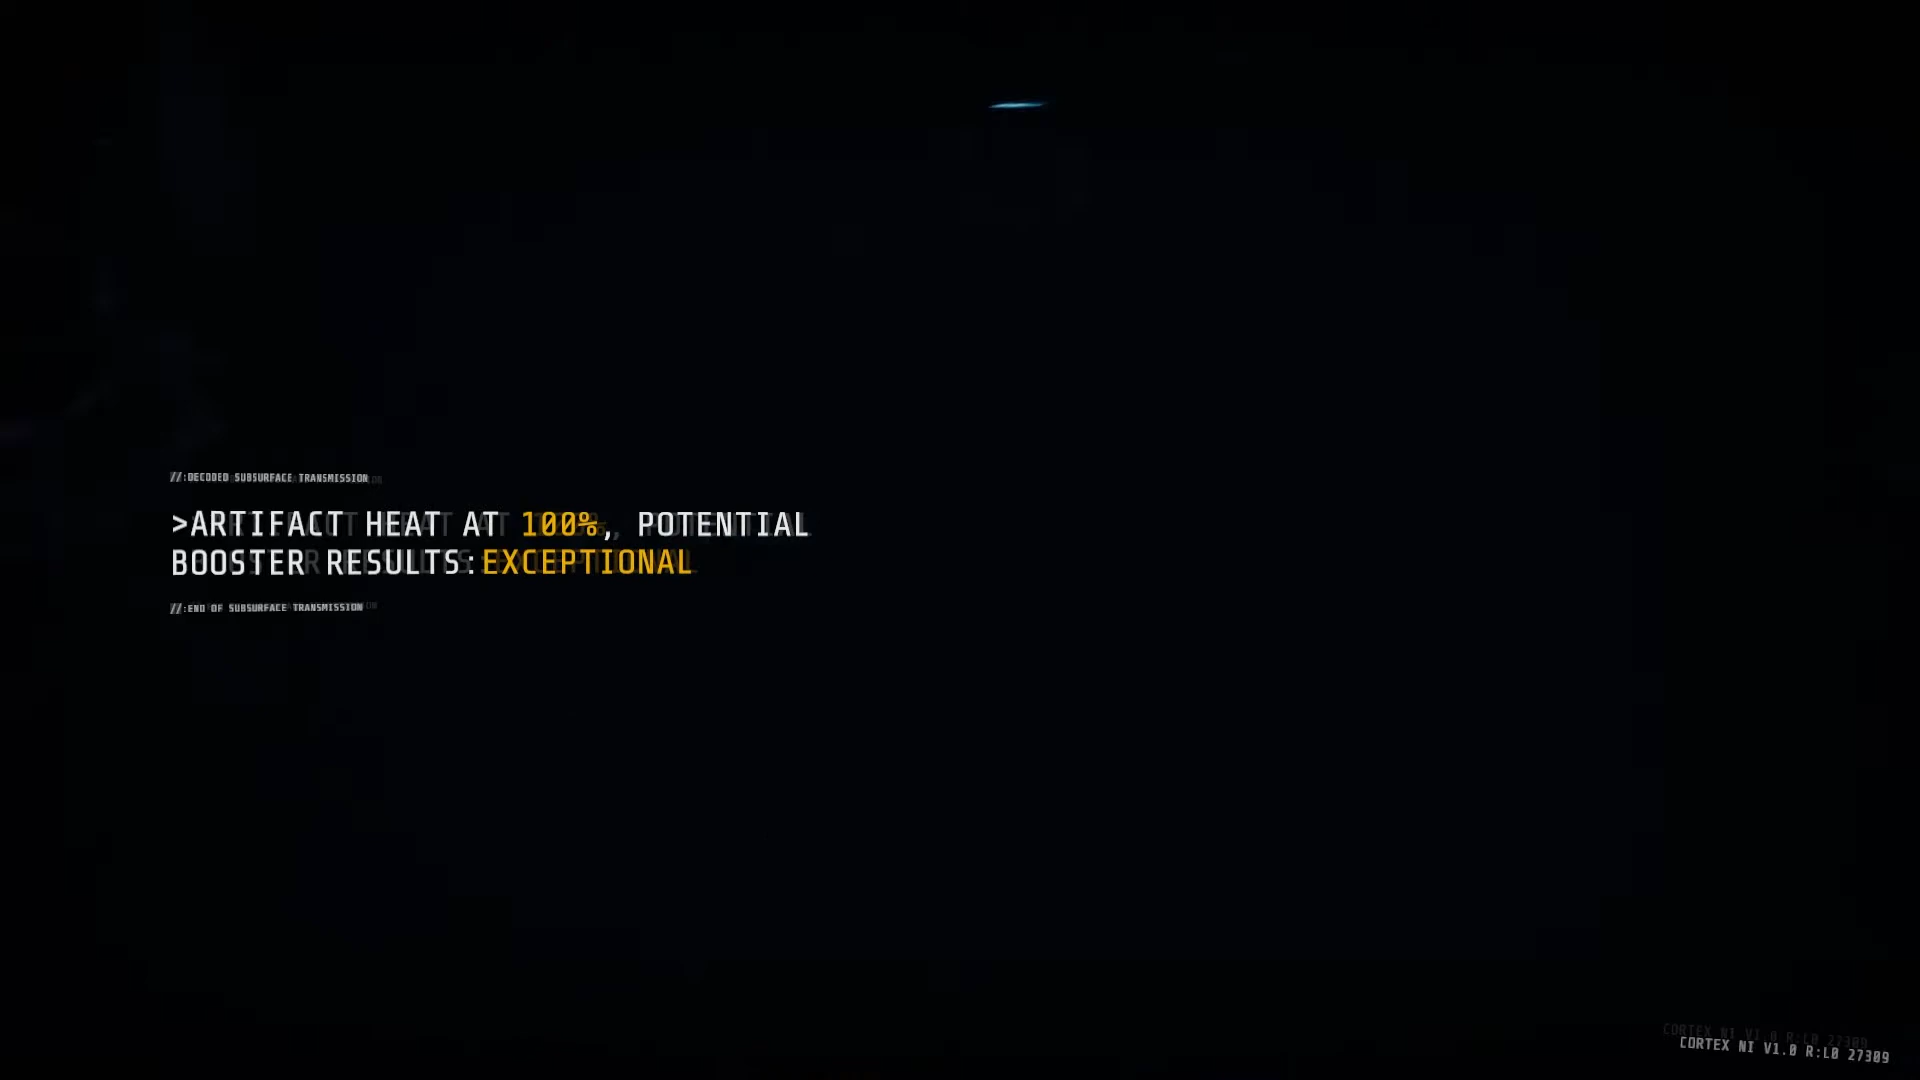 //:DECODED SUBSURFACE TRANSMISSION
>ARTIFACT HEAT AT 100%, POTENTIAL
BOOSTER RESULTS:EXCEPTIONAL
//:END OF SUBSURFACE TRANSMISSION
CORTEX NI V1.0 R:L0 27309